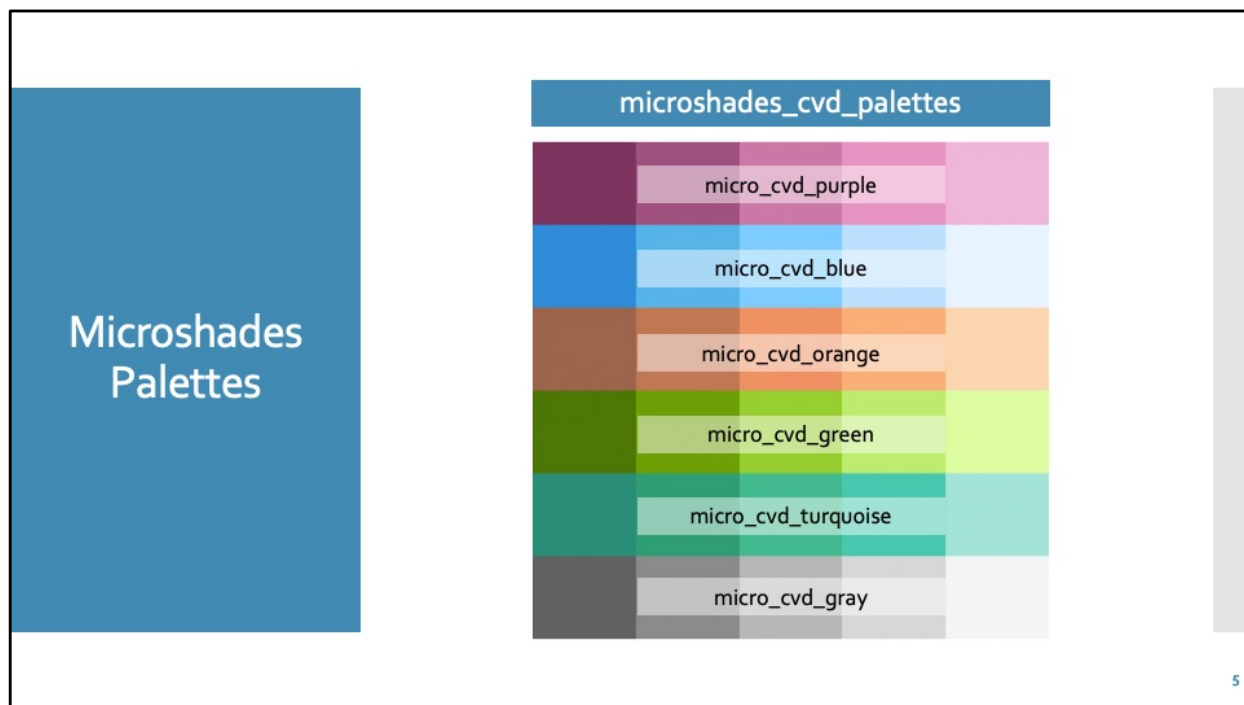 Microshades
Palettes
microshades_cvd_palettes
micro_cvd_purple
micro_cvd_blue
micro_cvd_orange
micro_cvd_green
micro_cvd_turquoise
micro_cvd_gray
5